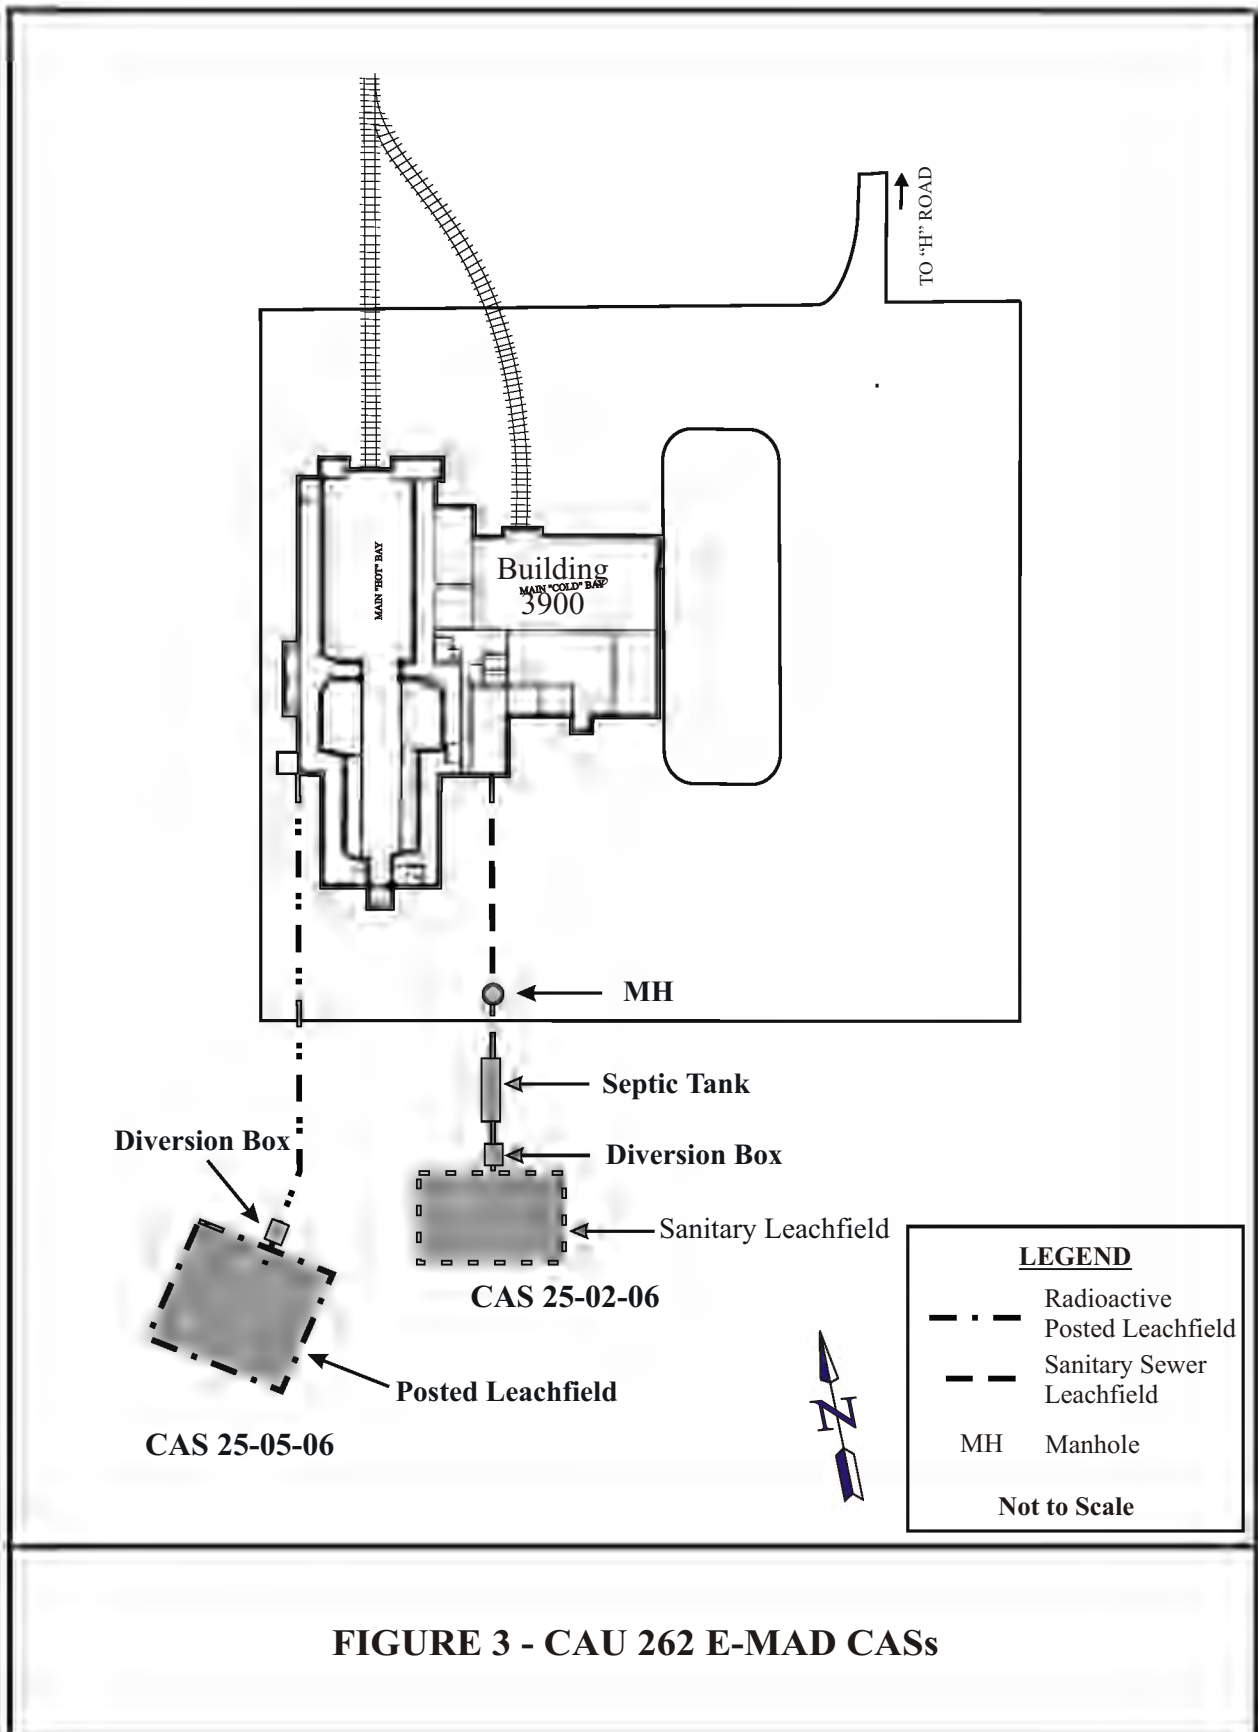 TO “H” ROAD
MAIN "HOT" BAY
Building
MAIN "COLD" BAY
3900
MH
Septic Tank
Diversion Box
Diversion Box
Sanitary Leachfield
CAS 25-02-06
Posted Leachfield
CAS 25-05-06
N
LEGEND
Radioactive
Posted Leachfield
Sanitary Sewer
Leachfield
MH Manhole
Not to Scale
FIGURE 3 - CAU 262 E-MAD CASs